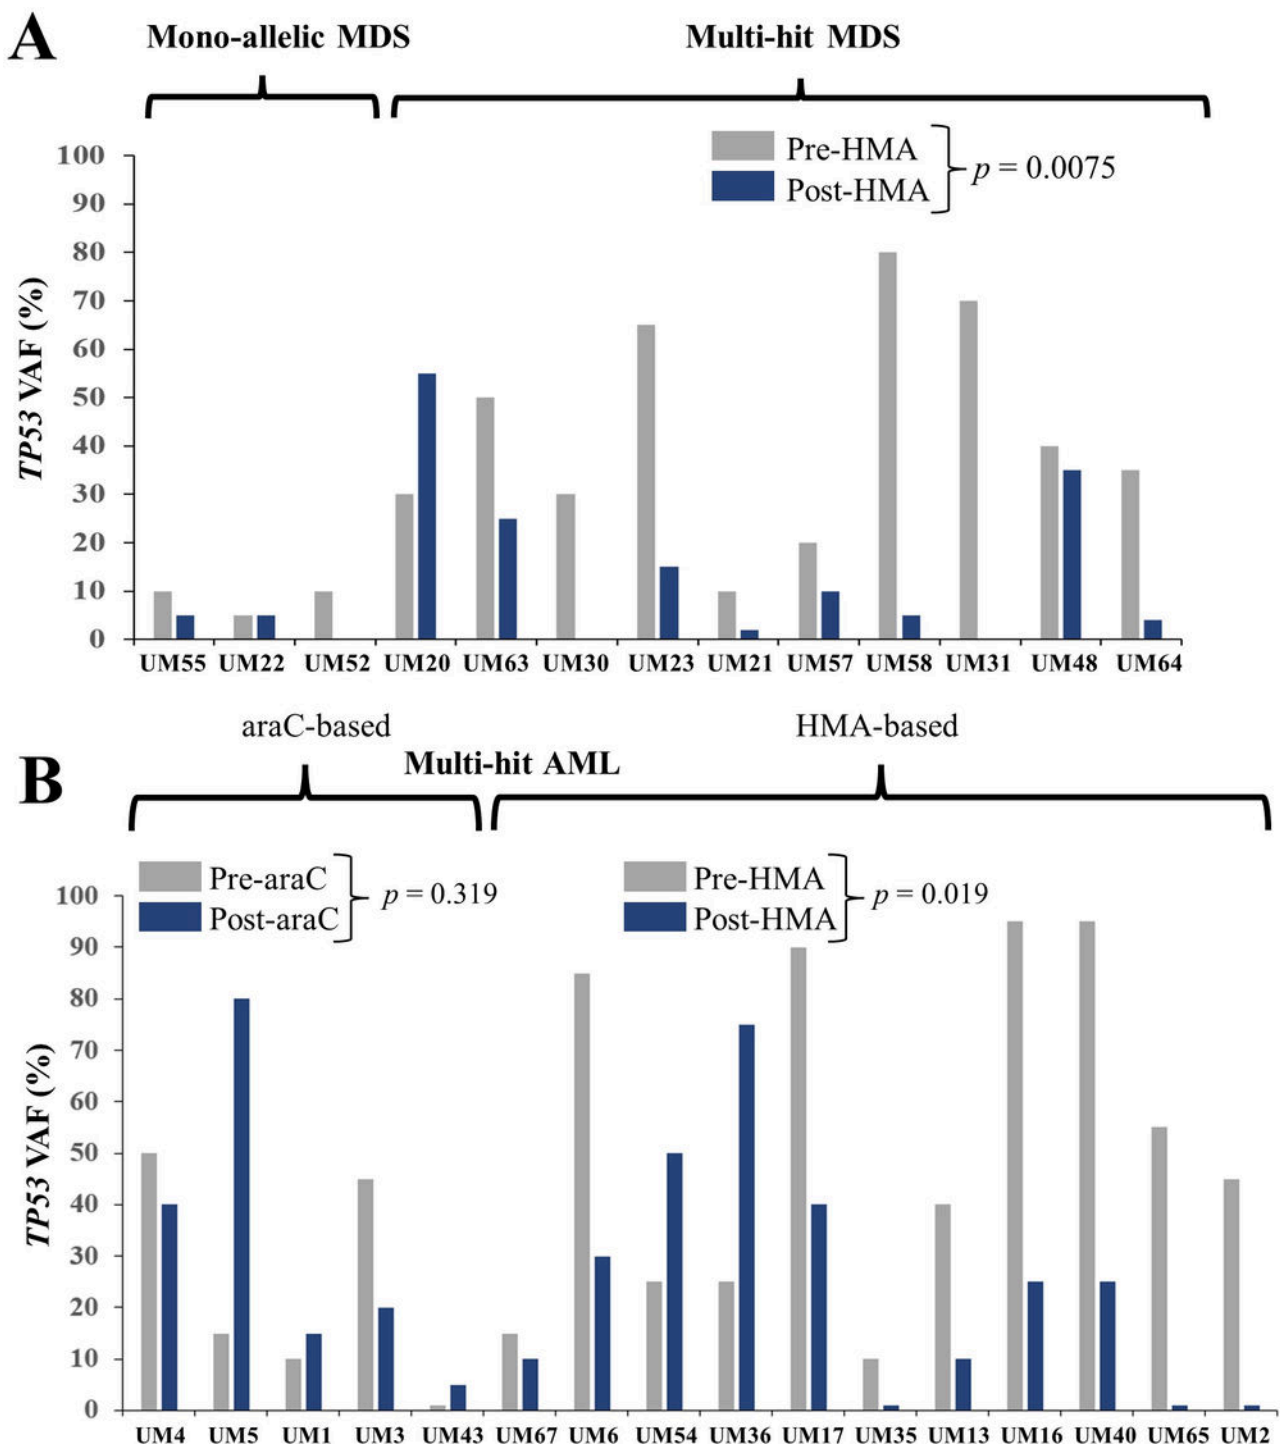 A
Mono-allelic MDS
Multi-hit MDS
Pre-HMA
Post-HMA
p = 0.0075
TP53 VAF (%)
100
90
80
70
60
50
40
30
20
10
0
UM55 UM22 UM52 UM20 UM63 UM30 UM23 UM21 UM57 UM58 UM31 UM48 UM64
araC-based
HMA-based
Multi-hit AML
B
Pre-araC
Post-araC
p = 0.319
Pre-HMA
Post-HMA
p = 0.019
TP53 VAF (%)
100
90
80
70
60
50
40
30
20
10
0
UM4 UM5 UM1 UM3 UM43 UM67 UM6 UM54 UM36 UM17 UM35 UM13 UM16 UM40 UM65 UM2